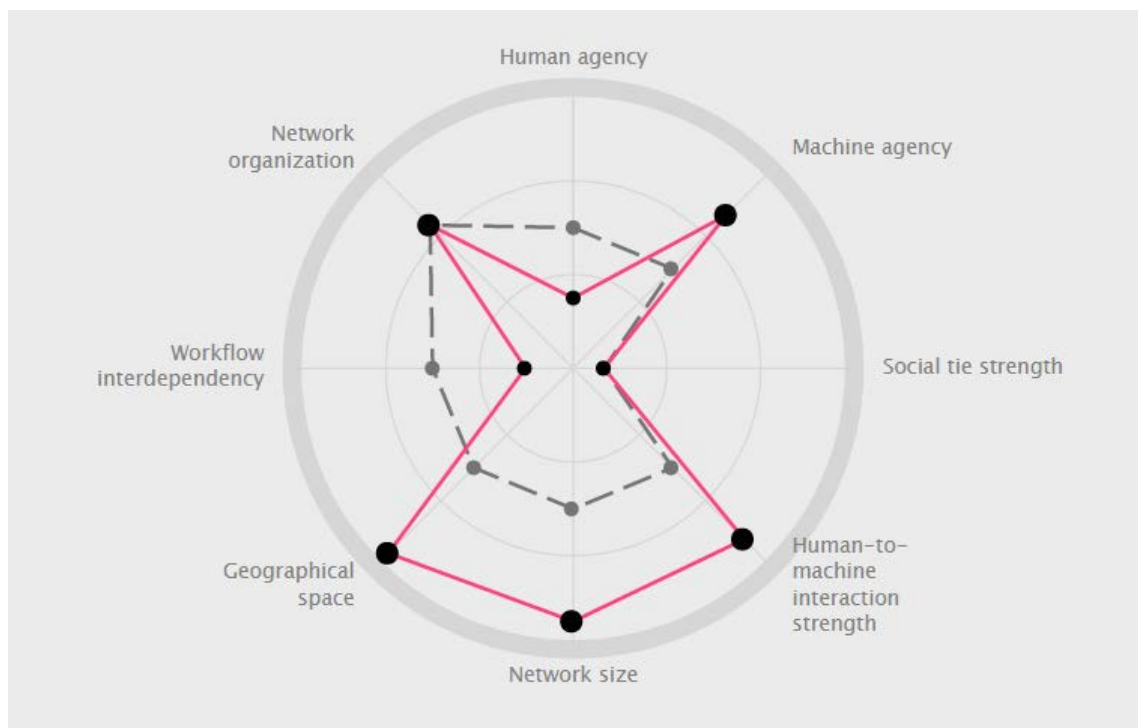 Human agency
Network
organization
Machine agency
Workflow
interdependency
Social tie strength
Geographical
space
Human-to-
machine
interaction
strength
Network size